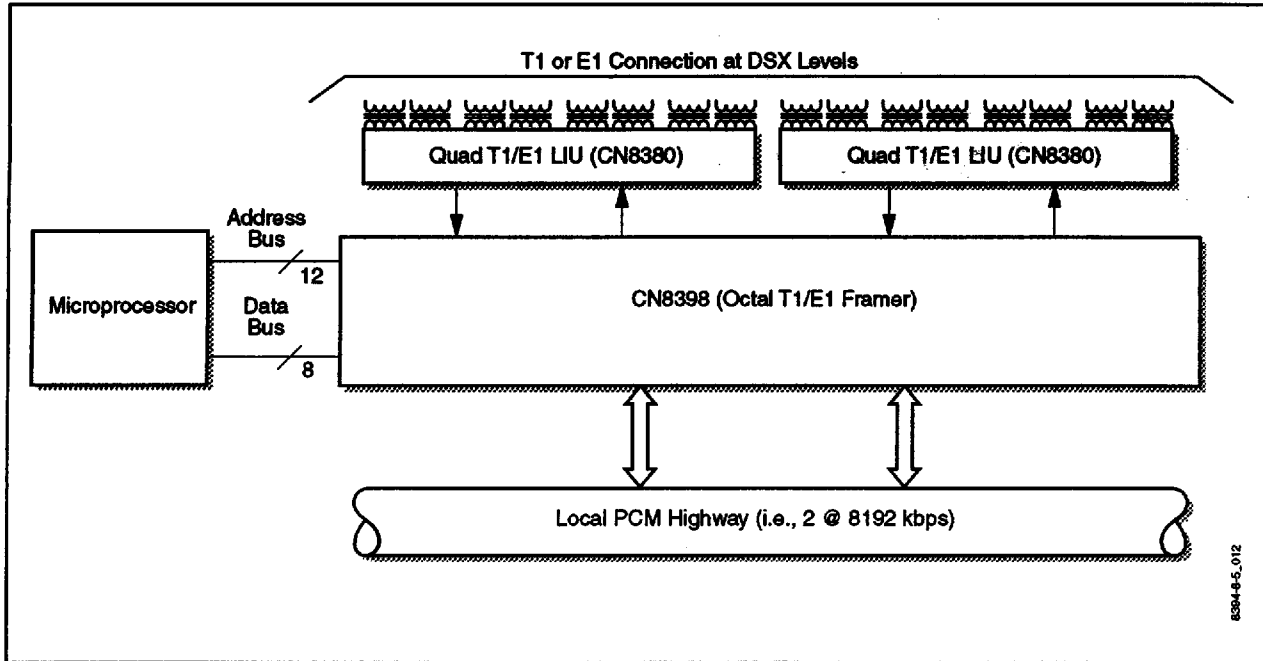 T1 or E1 Connection at DSX Levels
Quad T1/E1 LIU (CN8380)
Quad T1/E1 LIU (CN8380)
Address
Bus
12
Microprocessor
Data
Bus
8
CN8398 (Octal T1/E1 Framer)
Local PCM Highway (i.e., 2 @ 8192 kbps)
8394-8-5_012